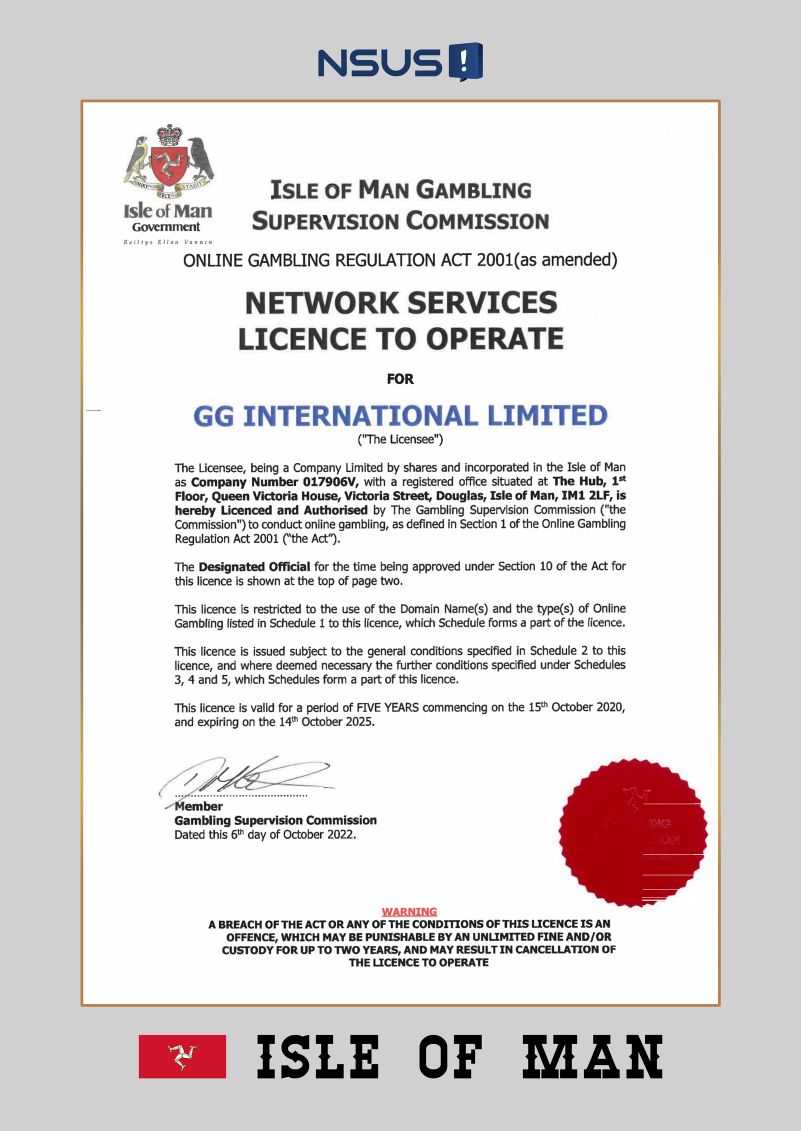 NSUS!
Isle of Man
Government
Reiltys Ellan Vannin
ISLE OF MAN GAMBLING
SUPERVISION COMMISSION
ONLINE GAMBLING REGULATION ACT 2001(as amended)
NETWORK SERVICES
LICENCE TO OPERATE
FOR
GG INTERNATIONAL LIMITED
("The Licensee")
The Licensee, being a Company Limited by shares and incorporated in the Isle of Man
as Company Number 017906V, with a registered office situated at The Hub, 1st
Floor, Queen Victoria House, Victoria Street, Douglas, Isle of Man, IM1 2LF, is
hereby Licenced and Authorised by The Gambling Supervision Commission ("the
Commission") to conduct online gambling, as defined in Section 1 of the Online Gambling
Regulation Act 2001 ("the Act").
The Designated Official for the time being approved under Section 10 of the Act for
this licence is shown at the top of page two.
This licence is restricted to the use of the Domain Name(s) and the type(s) of Online
Gambling listed in Schedule 1 to this licence, which Schedule forms a part of the licence.
This licence is issued subject to the general conditions specified in Schedule 2 to this
licence, and where deemed necessary the further conditions specified under Schedules
3, 4 and 5, which Schedules form a part of this licence.
This licence is valid for a period of FIVE YEARS commencing on the 15th October 2020,
and expiring on the 14th October 2025.
Member
Gambling Supervision Commission
Dated this 6th day of October 2022.
WARNING
A BREACH OF THE ACT OR ANY OF THE CONDITIONS OF THIS LICENCE IS AN
OFFENCE, WHICH MAY BE PUNISHABLE BY AN UNLIMITED FINE AND/OR
CUSTODY FOR UP TO TWO YEARS, AND MAY RESULT IN CANCELLATION OF
THE LICENCE TO OPERATE
ISLE OF MAN